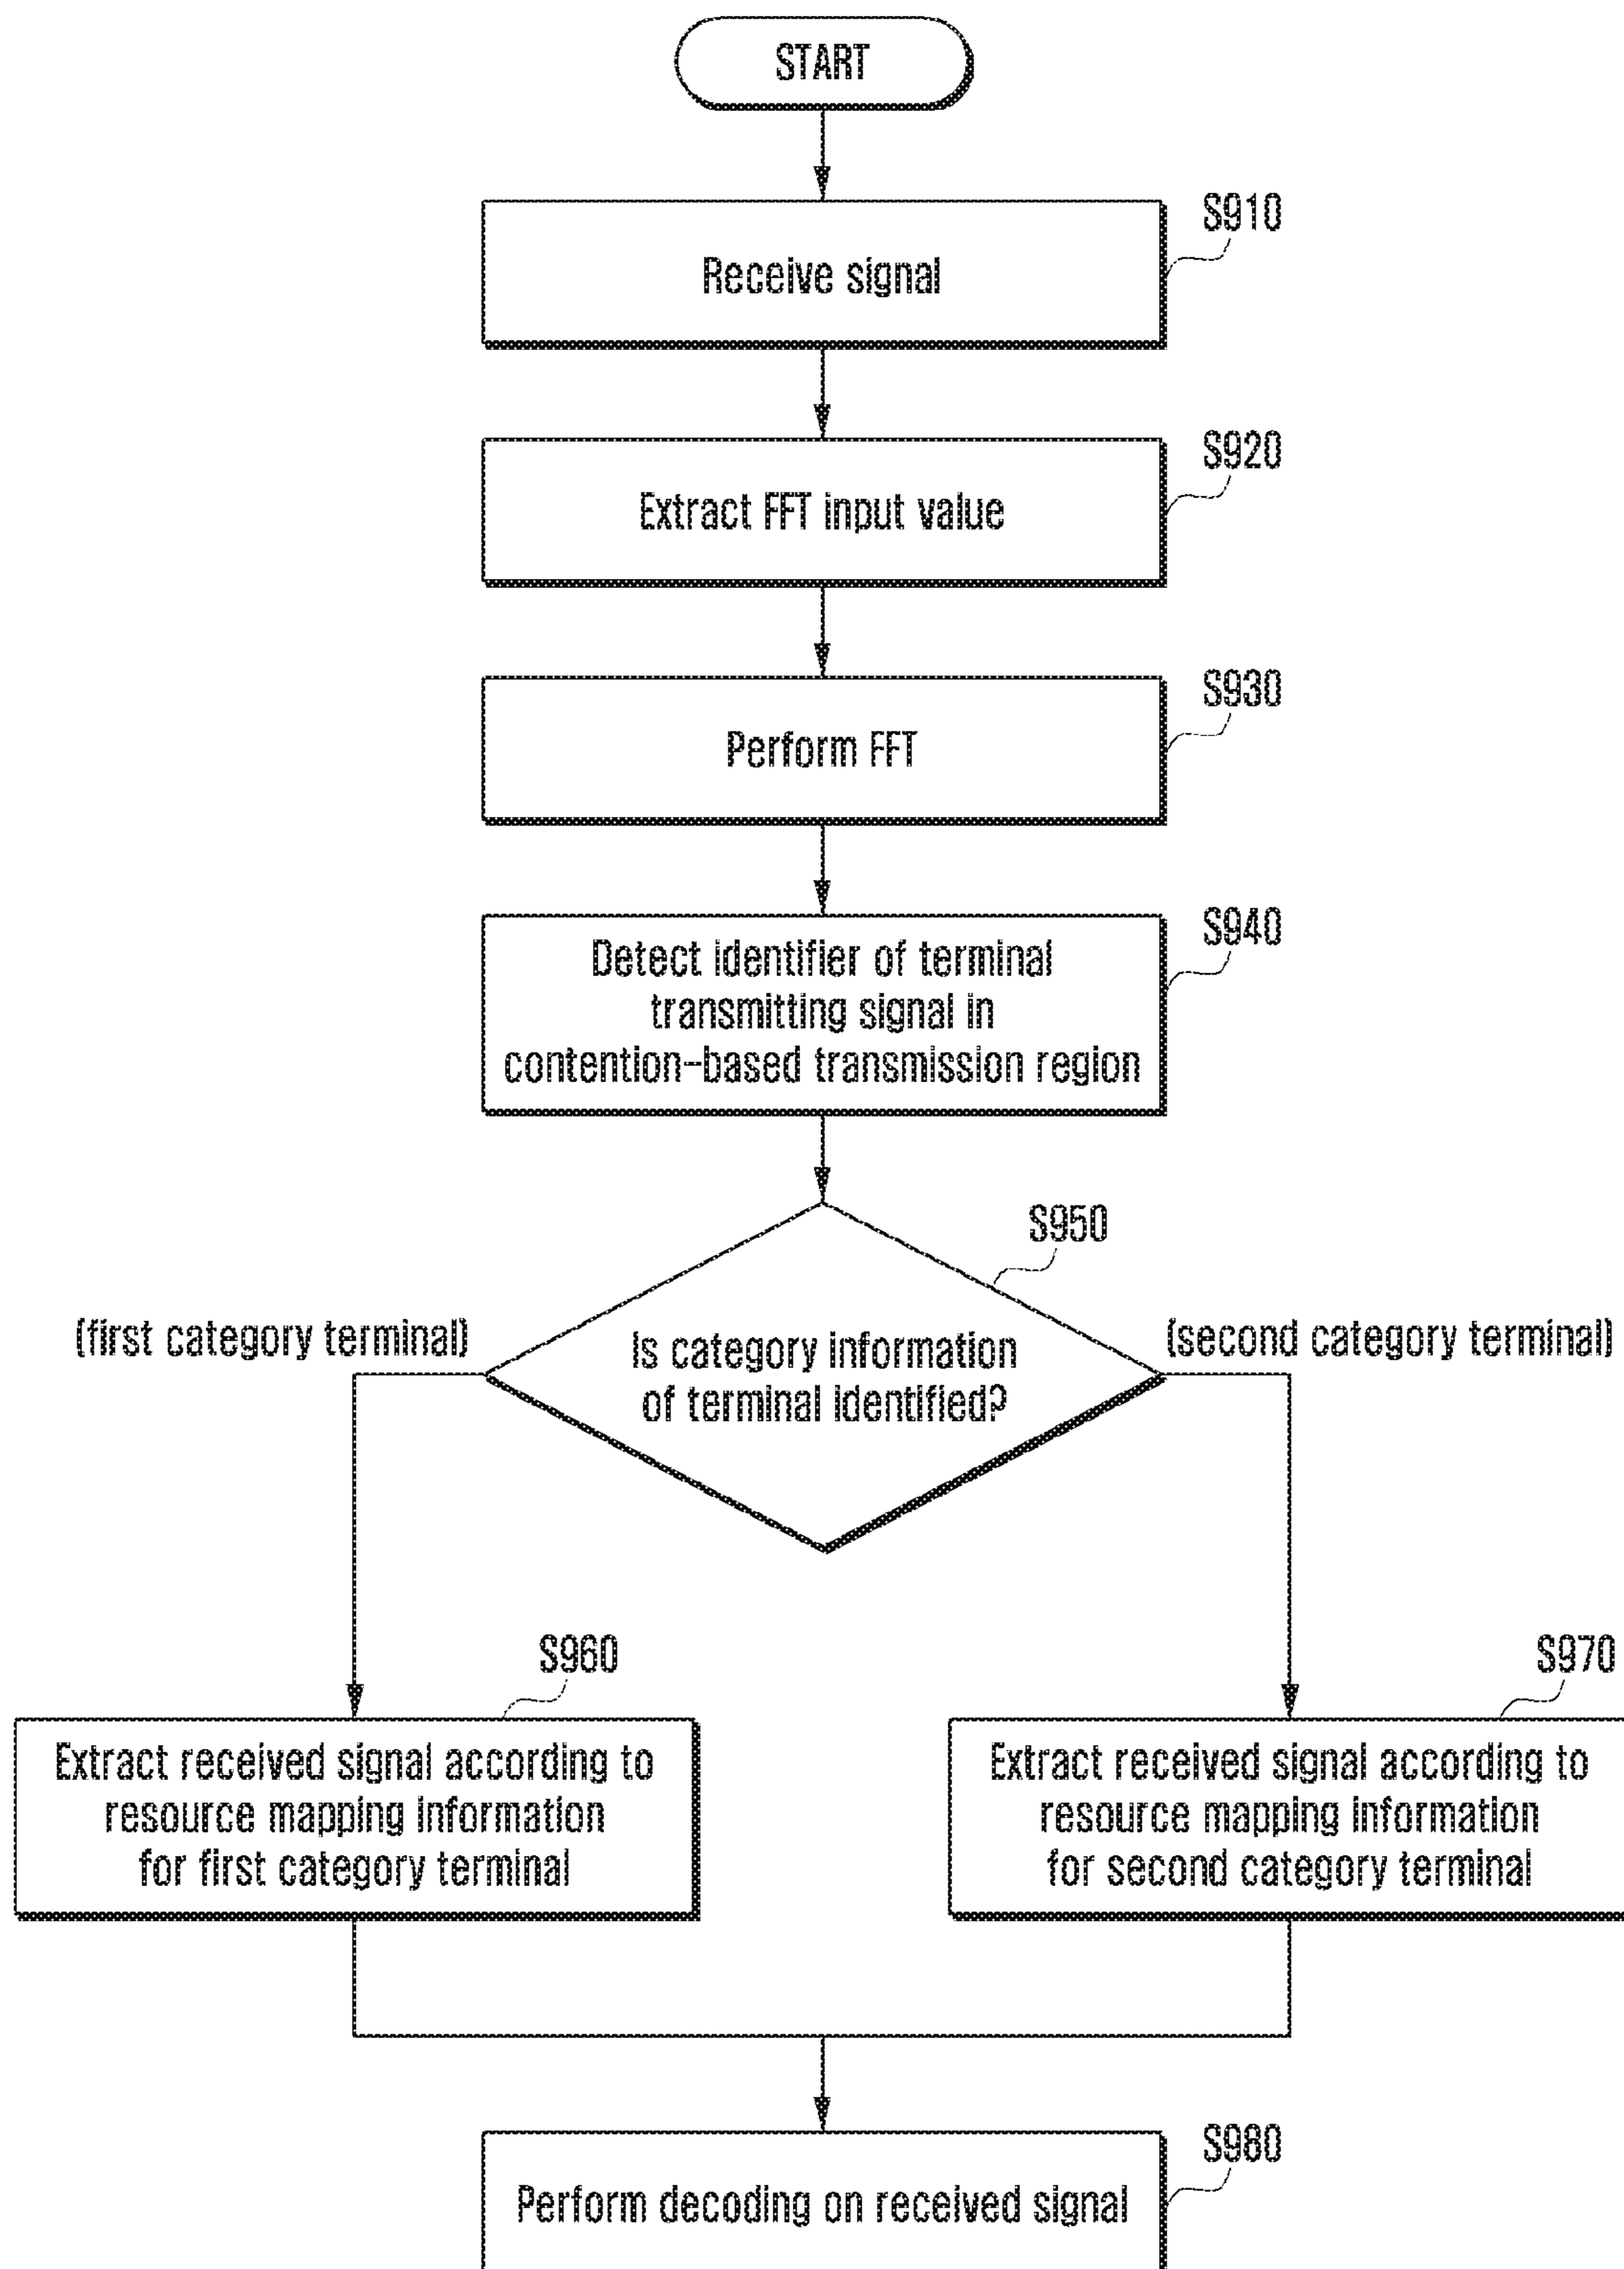 START
S910
Receive signal
S920
Extract FFT input value
S930
Perform FFT
S940
Detect identifier of terminal
transmitting signal in
contention-based transmission region
S950
(first category terminal)
(second category terminal)
Is category information
of terminal identified?
S960
S970
Extract received signal according to
resource mapping information
for first category terminal
Extract received signal according to
resource mapping information
for second category terminal
S980
Perform decoding on received signal